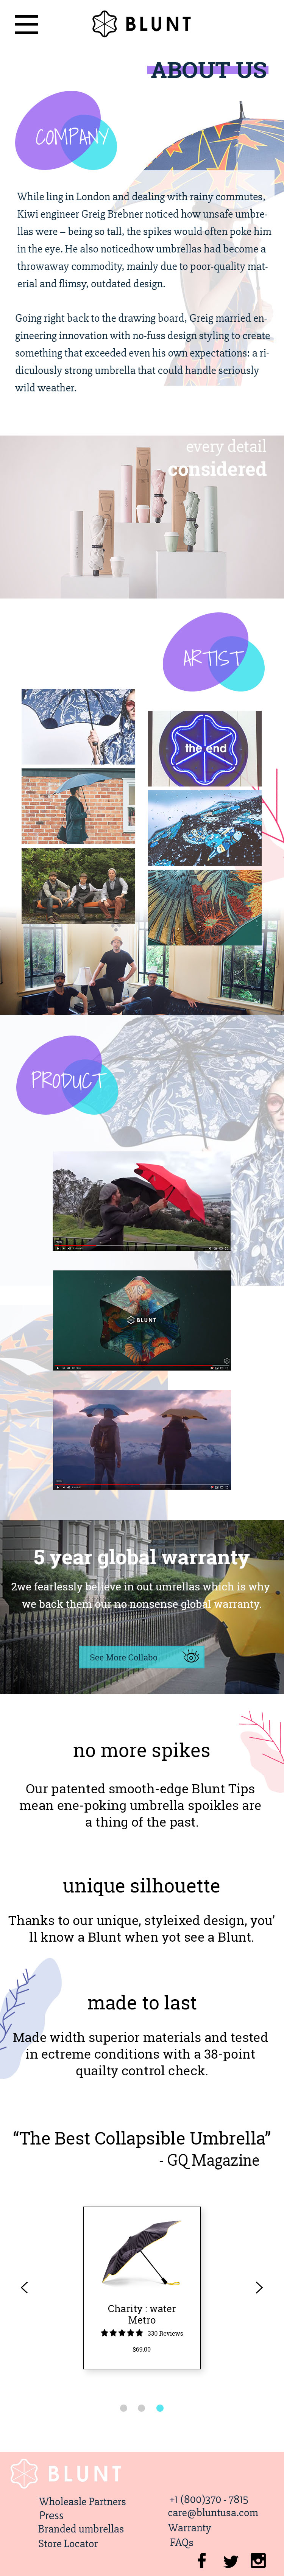 BLUNT
ABOUT US
COMPANY
While ling in London and dealing with rainy commutes,
Kiwi engineer Greig Brebner noticed how unsafe umbre-
llas were – being so tall, the spikes would often poke him
in the eye. He also noticedhow umbrellas had become a
throwaway commodity, mainly due to poor-quality mat-
erial and flimsy, outdated design.
Going right back to the drawing board, Greig married en-
gineering innovation with no-fuss design styling to create
something that exceeded even his own expectations: a ri-
diculously strong umbrella that could handle seriously
wild weather.
every detail
considered
ARTIST
the end
PRODUCT
BLUNT
5 year global warranty
2we fearlessly believe in out umrellas which is why
we back them our no nonsense global warranty.
See More Collabo
no more spikes
Our patented smooth-edge Blunt Tips
mean ene-poking umbrella spoikles are
a thing of the past.
unique silhouette
Thanks to our unique, styleixed design, you’
ll know a Blunt when yot see a Blunt.
made to last
Made width superior materials and tested
in ectreme conditions with a 38-point
quailty control check.
“The Best Collapsible Umbrella”
- GQ Magazine
Charity : water
Metro
330 Reviews
$69,00
BLUNT
Wholeasle Partners
Press
Branded umbrellas
Store Locator
+1 (800)370 - 7815
care@bluntusa.com
Warranty
FAQs